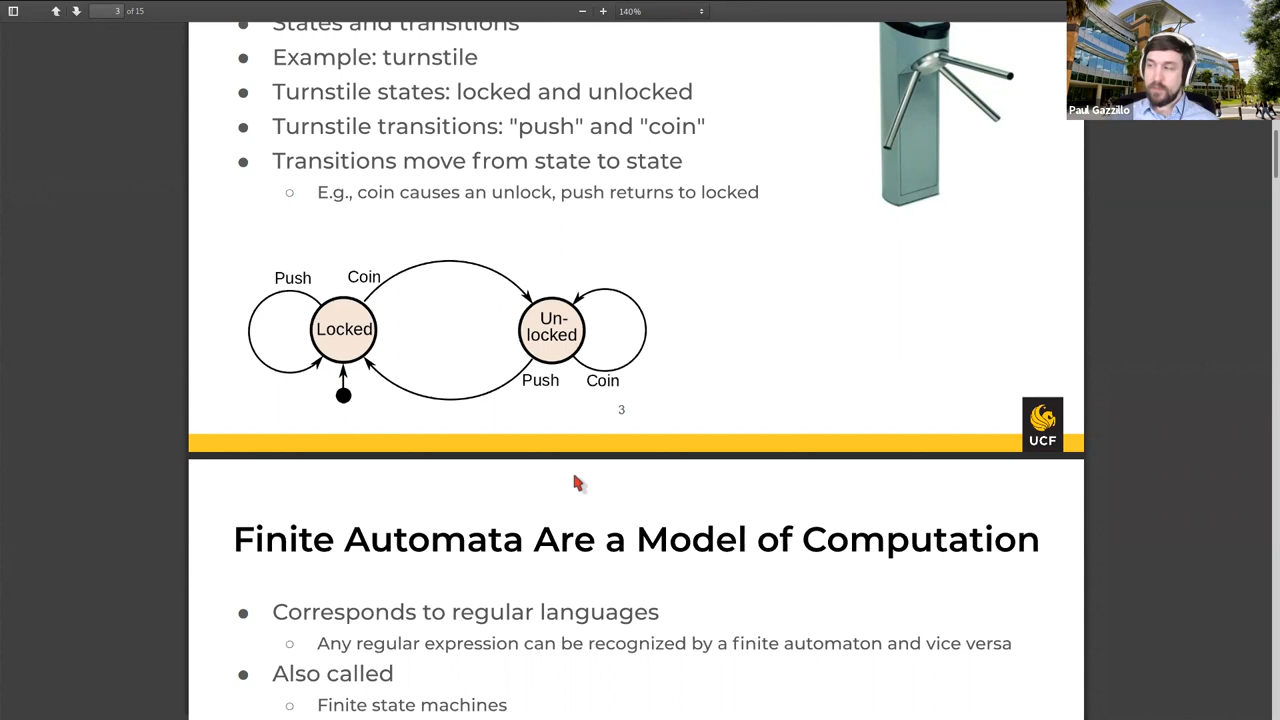 3 of 15 − + 140%
States and transitions
Example: turnstile
Turnstile states: locked and unlocked
Turnstile transitions: "push" and "coin"
Transitions move from state to state
E.g., coin causes an unlock, push returns to locked
Paul Gazzillo
Push Coin
Locked
Un-
locked
Push Coin
3
UCF
Finite Automata Are a Model of Computation
Corresponds to regular languages
Any regular expression can be recognized by a finite automaton and vice versa
Also called
Finite state machines